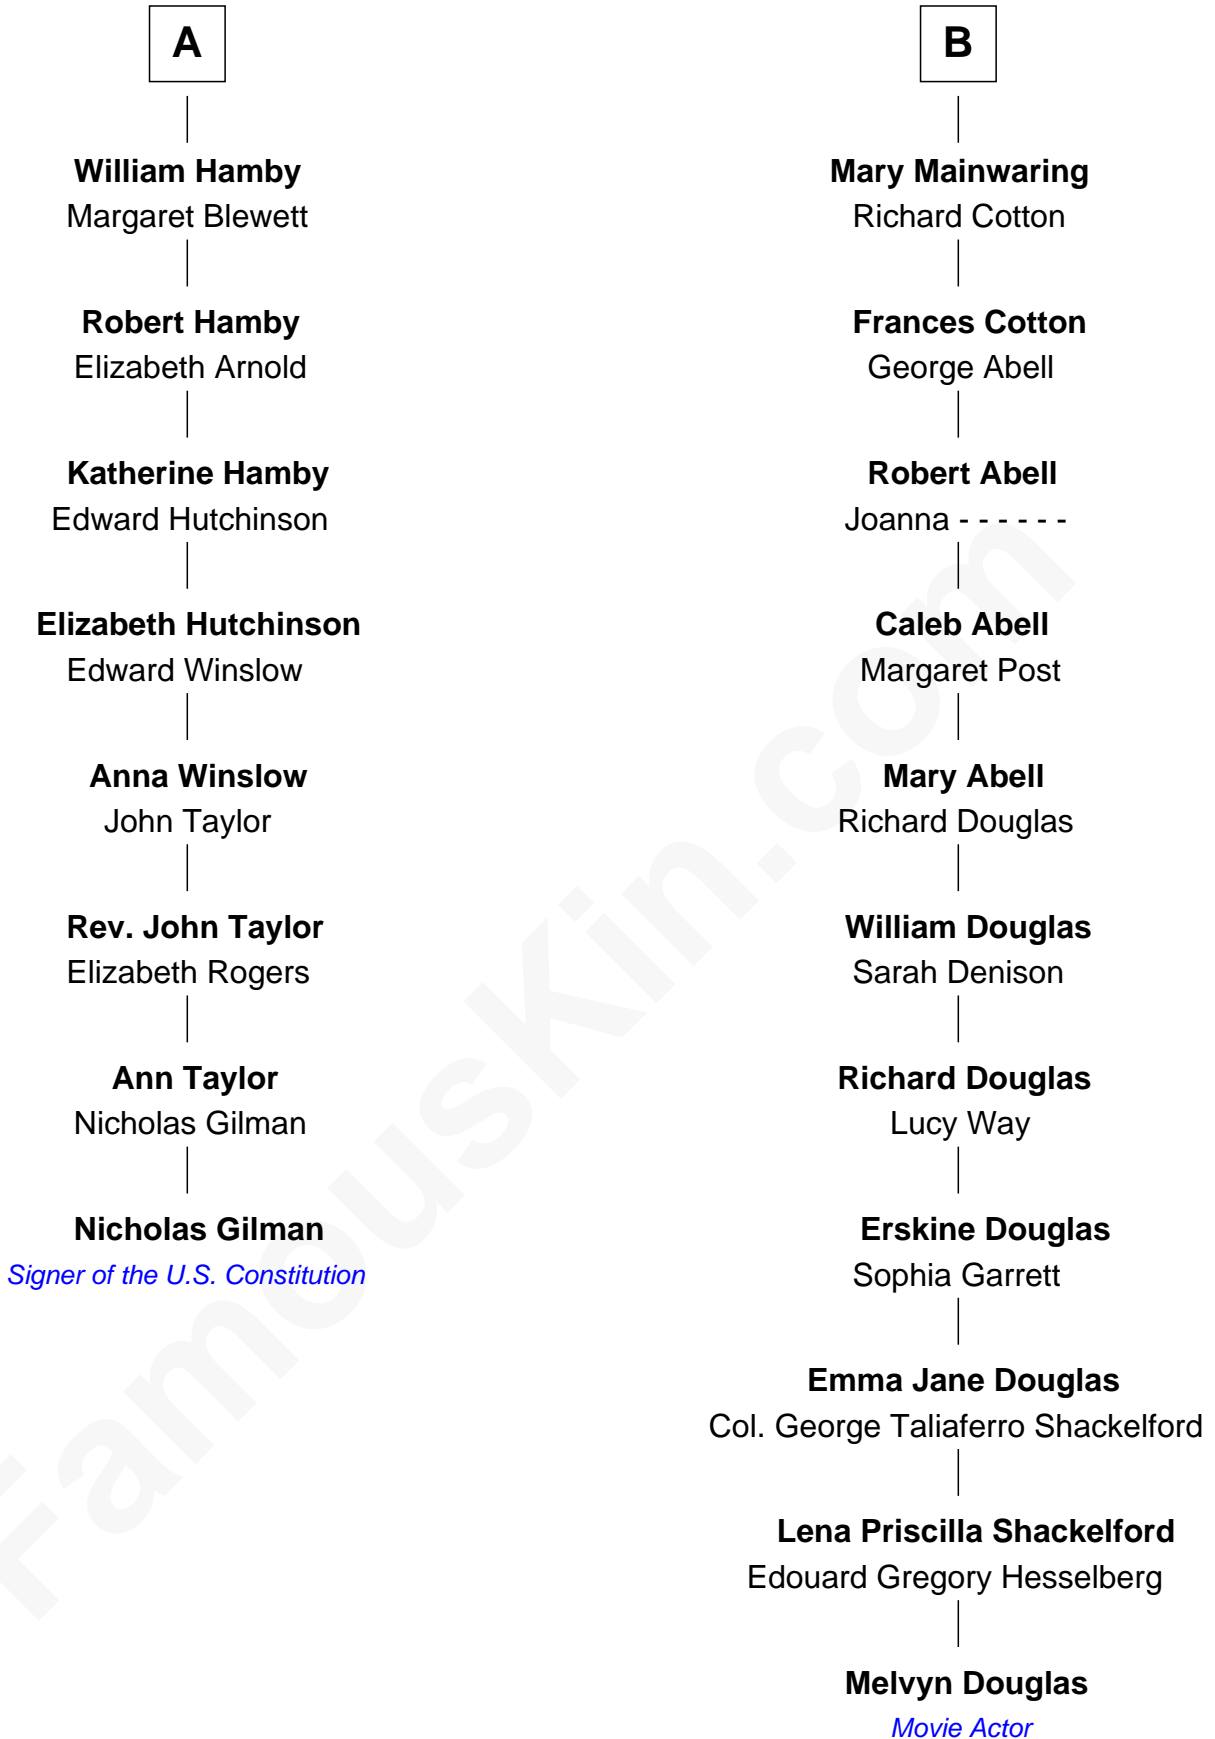 A
William Hamby
Margaret Blewett
Robert Hamby
Elizabeth Arnold
Katherine Hamby
Edward Hutchinson
Elizabeth Hutchinson
Edward Winslow
Anna Winslow
John Taylor
Rev. John Taylor
Elizabeth Rogers
Ann Taylor
Nicholas Gilman
Nicholas Gilman
Signer of the U.S. Constitution
B
Mary Mainwaring
Richard Cotton
Frances Cotton
George Abell
Robert Abell
Joanna - - - - - -
Caleb Abell
Margaret Post
Mary Abell
Richard Douglas
William Douglas
Sarah Denison
Richard Douglas
Lucy Way
Erskine Douglas
Sophia Garrett
Emma Jane Douglas
Col. George Taliaferro Shackelford
Lena Priscilla Shackelford
Edouard Gregory Hesselberg
Melvyn Douglas
Movie Actor
FamousKin.com